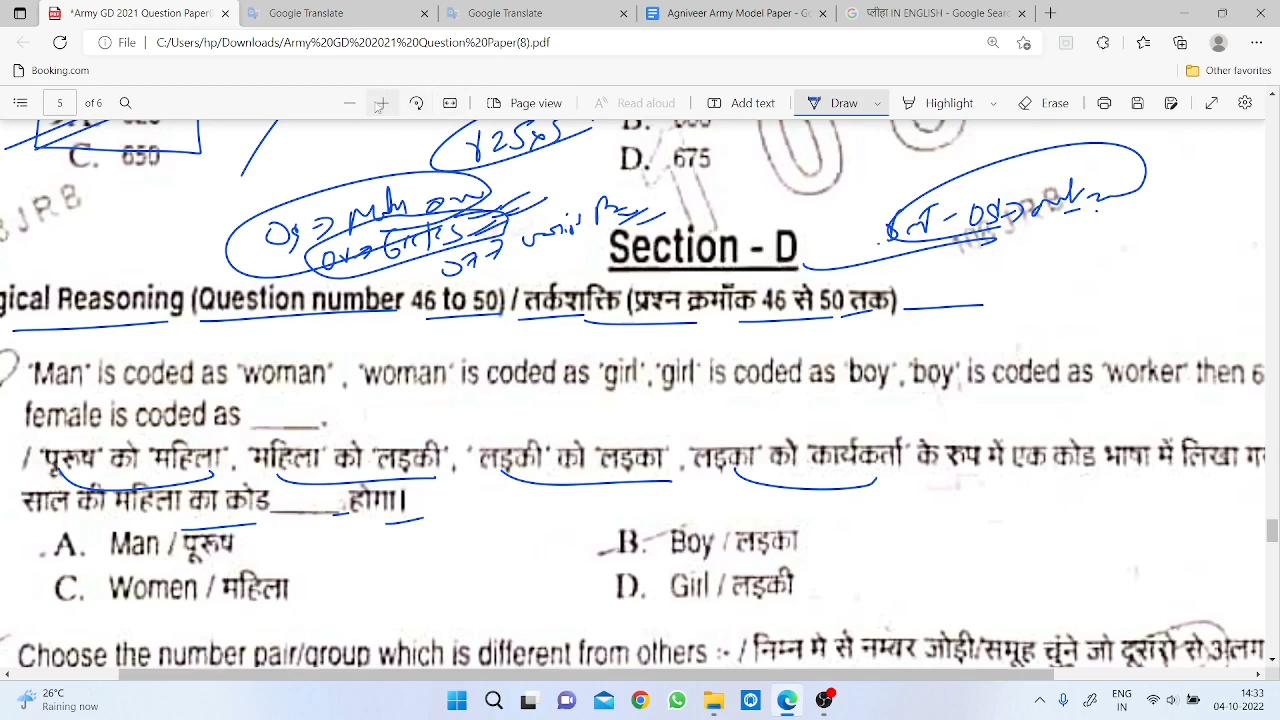 *Army GD 2021 Question Paper(
Google Translate
Google Translate
Agniveer Army Model Paper - Go
प्लीहा IN ENGLISH - Google Searc
File
C:/Users/hp/Downloads/Army%20GD%202021%20Question%20Paper(8).pdf
Booking.com
Other favorites
5 of 6
Page view
Read aloud
Add text
Draw
Highlight
Erase
C. 650
D. 675
Section - D
gical Reasoning (Question number 46 to 50) / तर्कशक्ति (प्रश्न क्रमाँक 46 से 50 तक)
'Man' is coded as 'woman' , 'woman' is coded as 'girl','girl' is coded as 'boy','boy' is coded as 'worker' then 6
female is coded as _____.
/ 'पूरूष' को 'महिला', 'महिला' को 'लड़की', 'लड़की' को 'लड़का' ,'लड़का' को 'कार्यकर्ता' के रूप में एक कोड भाषा में लिखा ग
साल की महिला का कोड_____होगा।
A. Man / पूरूष
B. Boy / लड़का
C. Women / महिला
D. Girl / लड़की
Choose the number pair/group which is different from others :- / निम्न मे से नम्बर जोड़ी/समूह चूंने जो दूसरों से अलग
26°C
Raining now
ENG
IN
14:33
04-10-2022